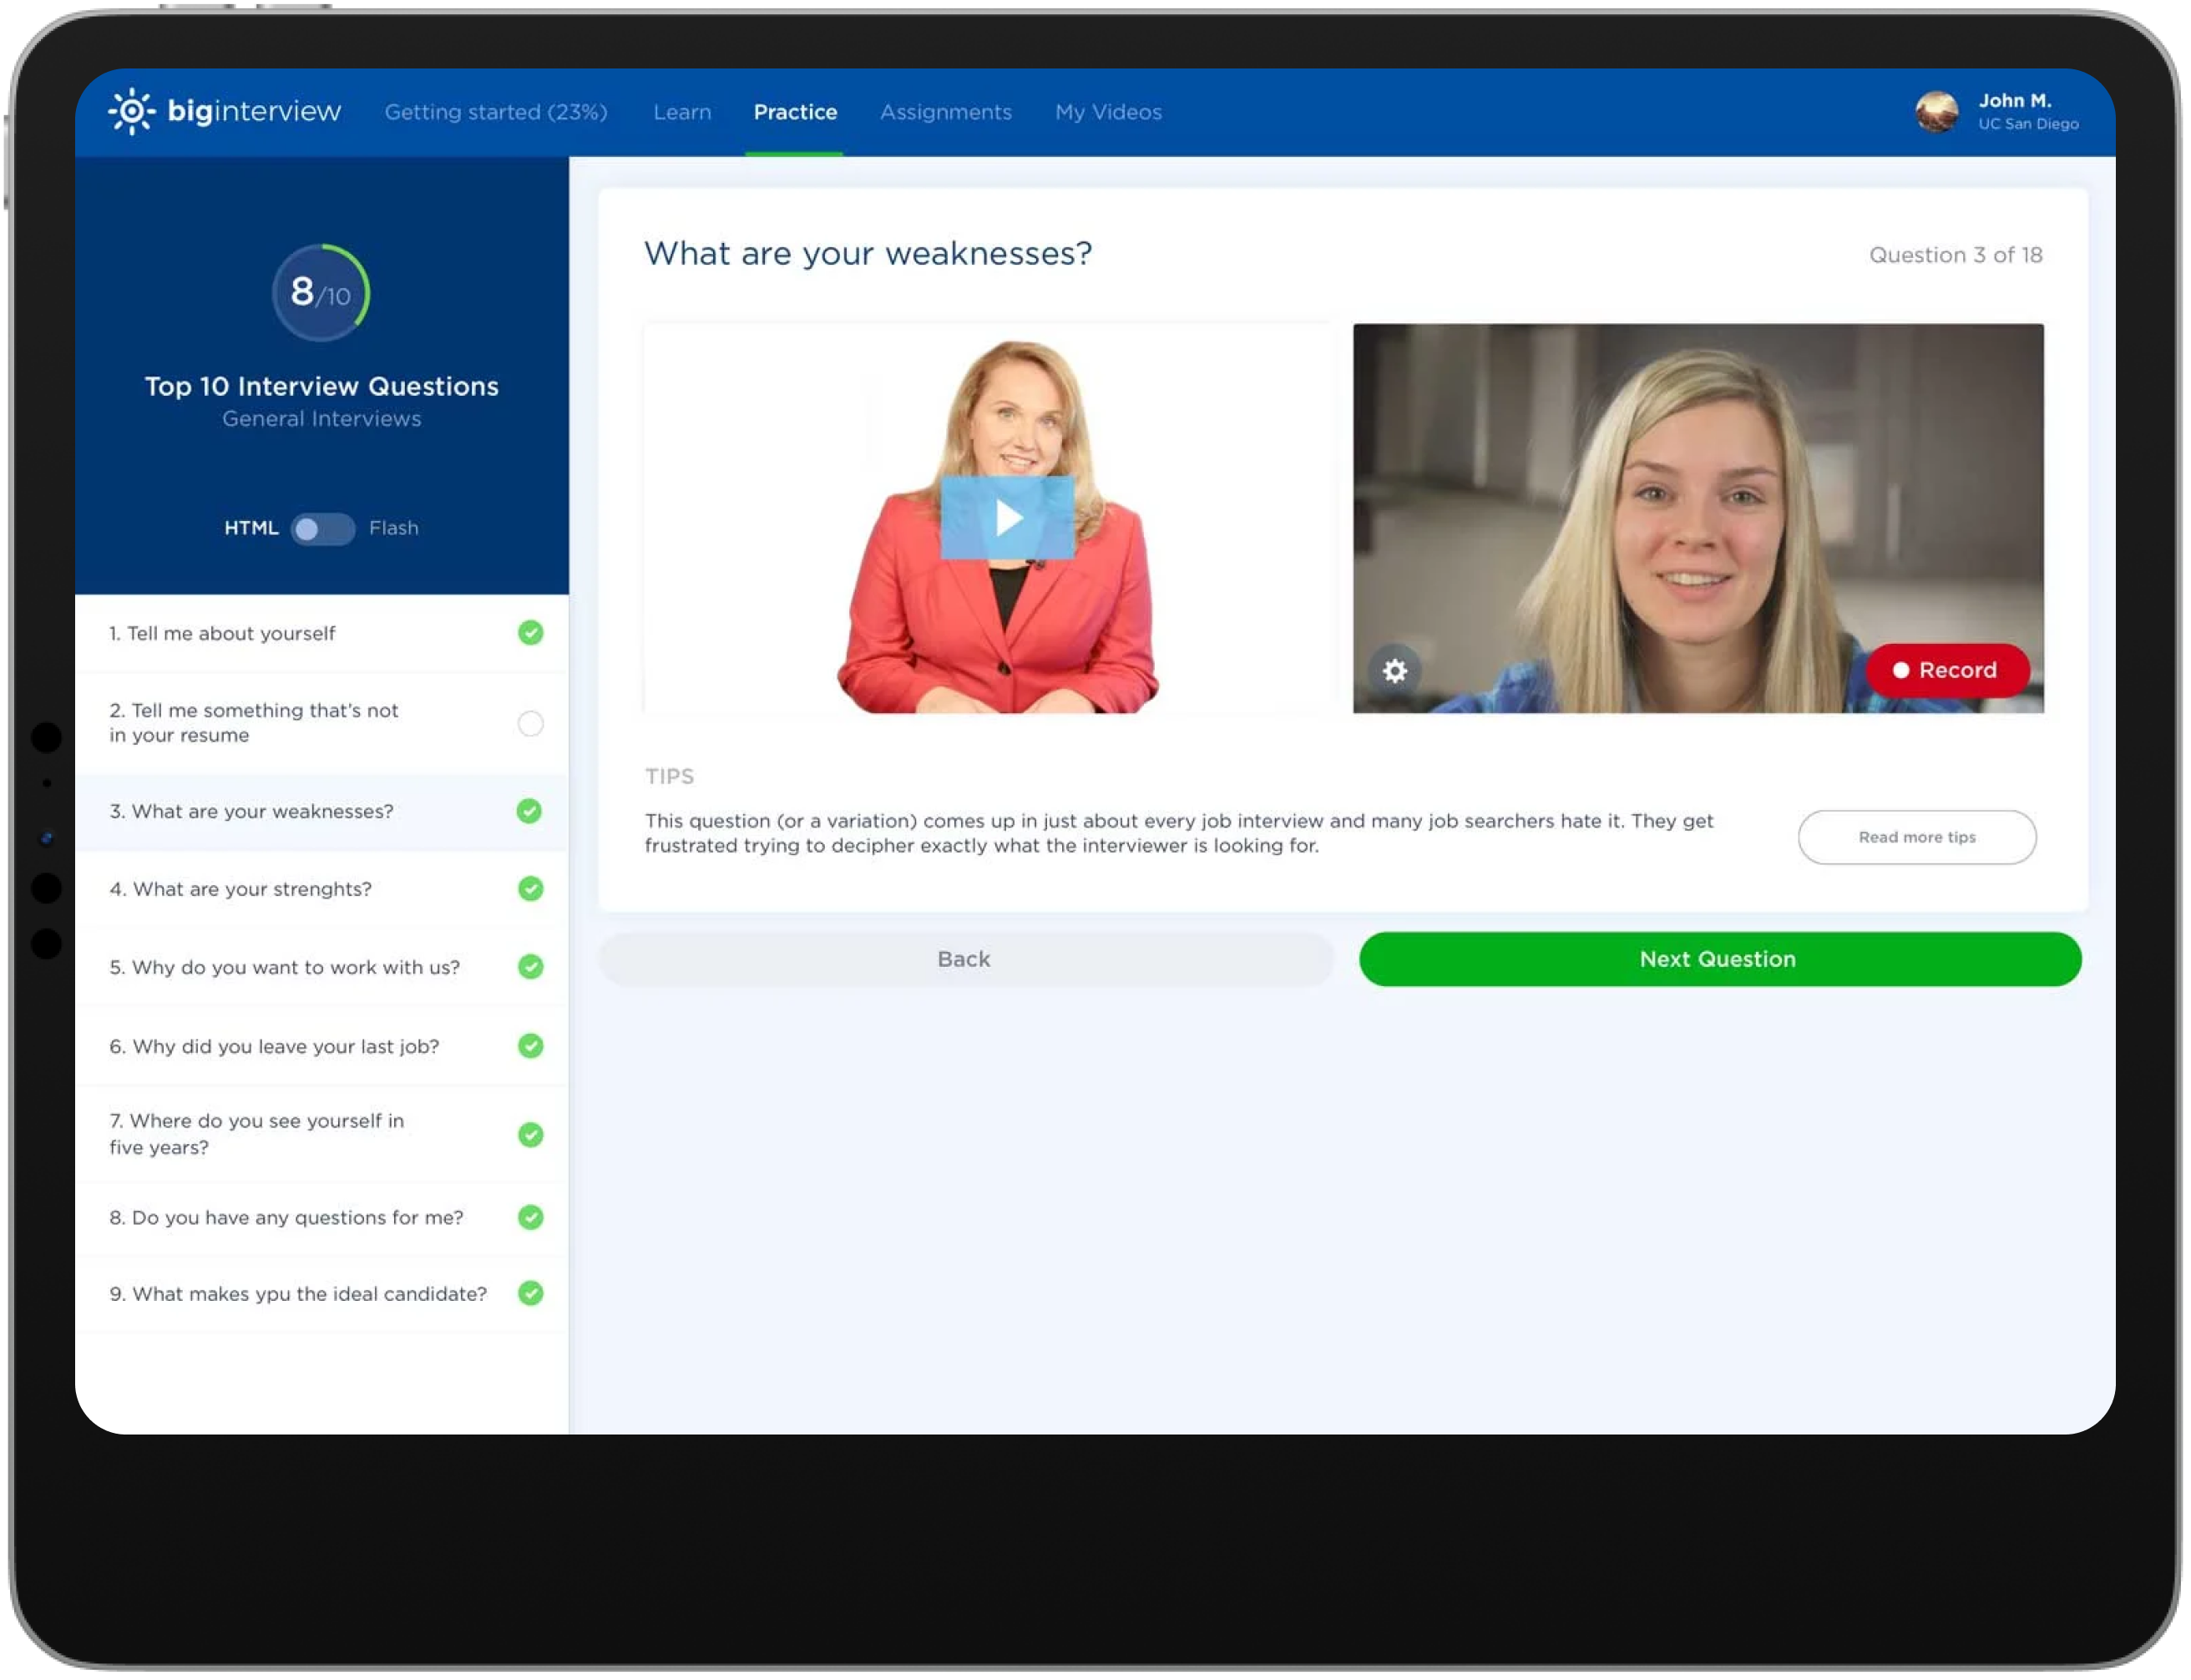 biginterview
Getting started (23%)
Learn
Practice
Assignments
My Videos
John M.
UC San Diego
8/10
Top 10 Interview Questions
General Interviews
HTML
Flash
1. Tell me about yourself
2. Tell me something that's not
in your resume
3. What are your weaknesses?
4. What are your strenghts?
5. Why do you want to work with us?
6. Why did you leave your last job?
7. Where do you see yourself in
five years?
8. Do you have any questions for me?
9. What makes ypu the ideal candidate?
What are your weaknesses?
Question 3 of 18
Record
TIPS
This question (or a variation) comes up in just about every job interview and many job searchers hate it. They get
frustrated trying to decipher exactly what the interviewer is looking for.
Read more tips
Back
Next Question